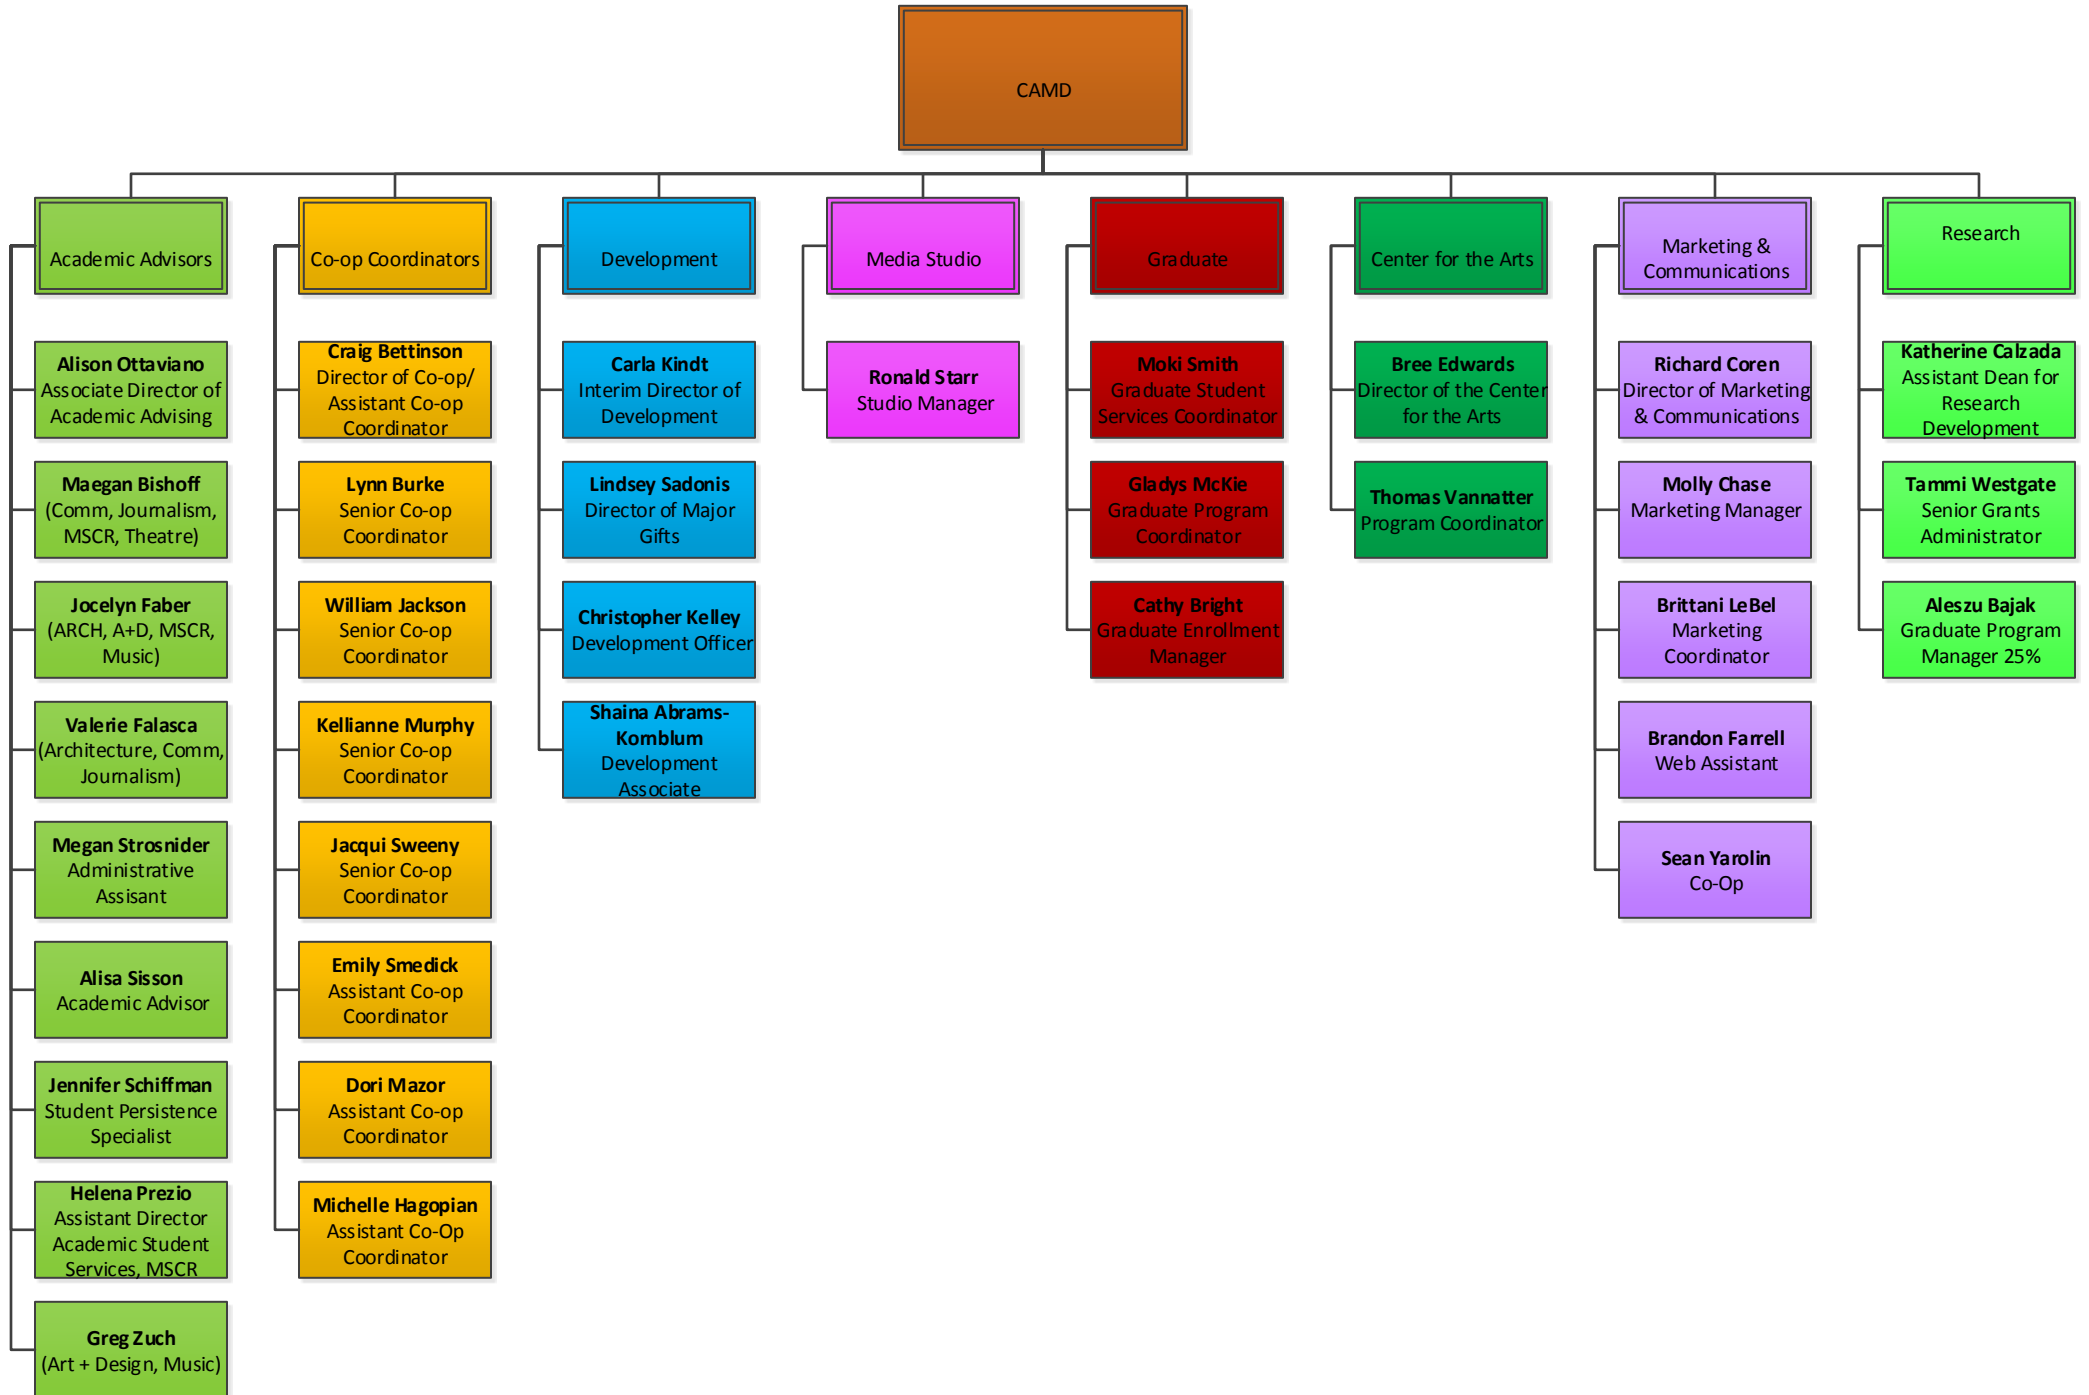 CAMD
Academic Advisors
Alison Ottaviano
Associate Director of
Academic Advising
Maegan Bishoff
(Comm, Journalism,
MSCR, Theatre)
Jocelyn Faber
(ARCH, A+D, MSCR,
Music)
Valerie Falasca
(Architecture, Comm,
Journalism)
Megan Strosnider
Administrative
Assisant
Alisa Sisson
Academic Advisor
Jennifer Schiffman
Student Persistence
Specialist
Helena Prezio
Assistant Director
Academic Student
Services, MSCR
Greg Zuch
(Art + Design, Music)
Co-op Coordinators
Craig Bettinson
Director of Co-op/
Assistant Co-op
Coordinator
Lynn Burke
Senior Co-op
Coordinator
William Jackson
Senior Co-op
Coordinator
Kellianne Murphy
Senior Co-op
Coordinator
Jacqui Sweeny
Senior Co-op
Coordinator
Emily Smedick
Assistant Co-op
Coordinator
Dori Mazor
Assistant Co-op
Coordinator
Michelle Hagopian
Assistant Co-Op
Coordinator
Development
Carla Kindt
Interim Director of
Development
Lindsey Sadonis
Director of Major
Gifts
Christopher Kelley
Development Officer
Shaina Abrams-
Kornblum
Development
Associate
Media Studio
Ronald Starr
Studio Manager
Graduate
Moki Smith
Graduate Student
Services Coordinator
Gladys McKie
Graduate Program
Coordinator
Cathy Bright
Graduate Enrollment
Manager
Center for the Arts
Bree Edwards
Director of the Center
for the Arts
Thomas Vannatter
Program Coordinator
Marketing &
Communications
Richard Coren
Director of Marketing
& Communications
Molly Chase
Marketing Manager
Brittani LeBel
Marketing
Coordinator
Brandon Farrell
Web Assistant
Sean Yarolin
Co-Op
Research
Katherine Calzada
Assistant Dean for
Research
Development
Tammi Westgate
Senior Grants
Administrator
Aleszu Bajak
Graduate Program
Manager 25%